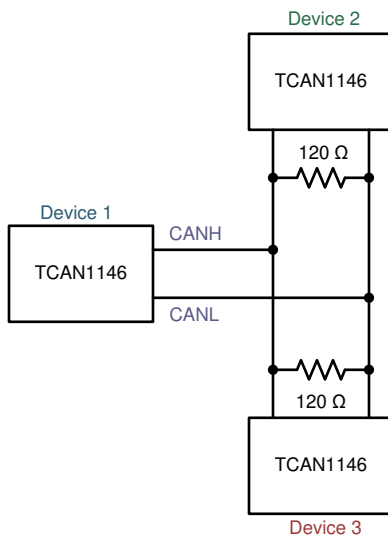 Device 2
TCAN1146
120 Ω
Device 1
CANH
TCAN1146
CANL
120 Ω
TCAN1146
Device 3